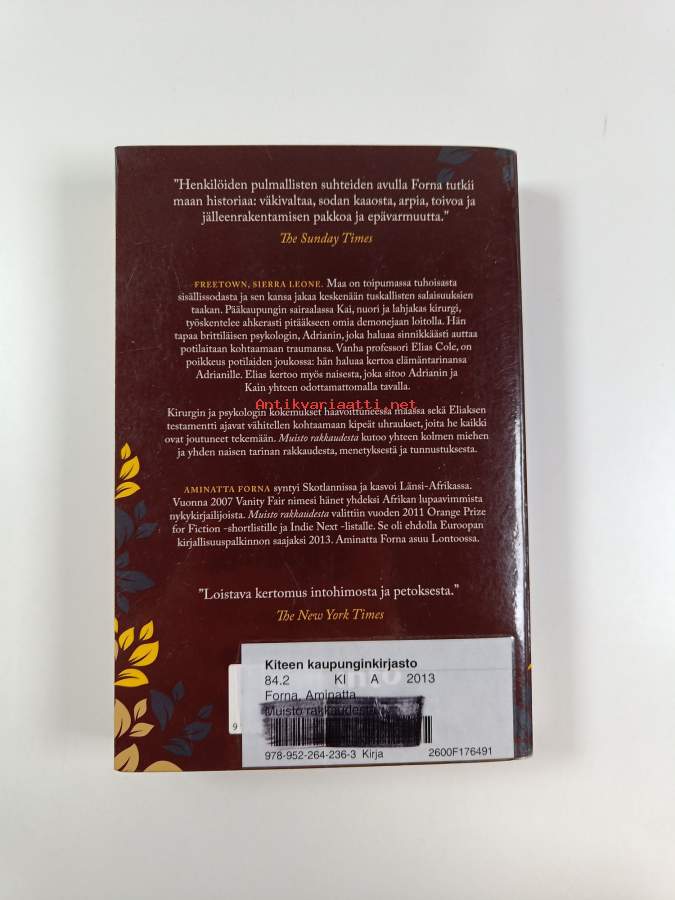 "Henkilöiden pulmallisten suhteiden avulla Forna tutkii
maan historiaa: väkivaltaa, sodan kaaosta, arpia, toivoa ja
jälleenrakentamisen pakkoa ja epävarmuutta."
The Sunday Times
FREETOWN, SIERRA LEONE. Maa on toipumassa tuhoisasta
sisällissodasta ja sen kansa jakaa keskenään tuskallisten salaisuuksien
taakan. Pääkaupungin sairaalassa Kai, nuori ja lahjakas kirurgi,
työskentelee ahkerasti pitääkseen omia demonejaan loitolla. Hän
tapaa brittiläisen psykologin, Adrianin, joka haluaa sinnikkäästi auttaa
potilaitaan kohtaamaan traumansa. Vanha professori Elias Cole, on
poikkeus potilaiden joukossa: hän haluaa kertoa elämäntarinansa
Adrianille. Elias kertoo myös naisesta, joka sitoo Adrianin ja
Kain yhteen odottamattomalla tavalla.
Antikvariaatti.net
Kirurgin ja psykologin kokemukset haavoittuneessa maassa sekä Eliaksen
testamentti ajavat vähitellen kohtaamaan kipeät uhraukset, joita he kaikki
ovat joutuneet tekemään. Muisto rakkaudesta kutoo yhteen kolmen miehen
ja yhden naisen tarinan rakkaudesta, menetyksestä ja tunnustuksesta.
AMINATTA FORNA syntyi Skotlannissa ja kasvoi Länsi-Afrikassa.
Vuonna 2007 Vanity Fair nimesi hänet yhdeksi Afrikan lupaavimmista
nykykirjailijoista. Muisto rakkaudesta valittiin vuoden 2011 Orange Prize
for Fiction -shortlistille ja Indie Next -listalle. Se oli ehdolla Euroopan
kirjallisuuspalkinnon saajaksi 2013. Aminatta Forna asuu Lontoossa.
"Loistava kertomus intohimosta ja petoksesta."
The New York Times
Kiteen kaupunginkirjasto
84.2 KI A 2013
Forna, Aminatta
Muisto rakkaudesta
9
978-952-264-236-3 Kirja 2600F176491